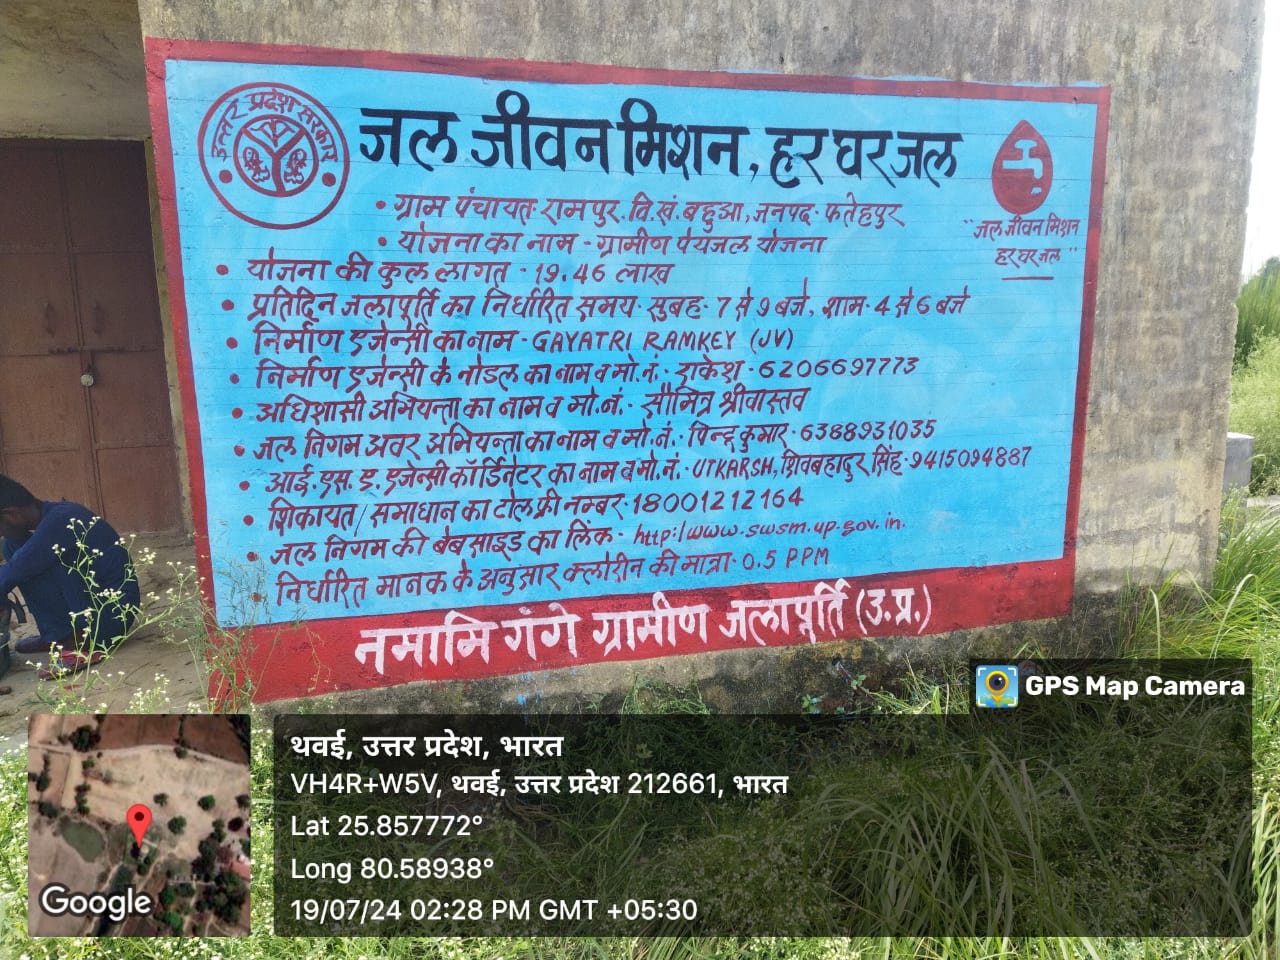 उत्तर प्रदेश सरकार
जल जीवन मिशन, हर घर जल
• ग्राम पंचायत- रामपुर. वि.खं. बहुआ, जनपद- फतेहपुर
• योजना का नाम - ग्रामीण पेयजल योजना
"जल जीवन मिशन
हर घर जल"
• योजना की कुल लागत - 19.46 लाख
• प्रतिदिन जलापूर्ति का निर्धारित समय- सुबह- 7 से 9 बजे, शाम- 4 से 6 बजे
• निर्माण एजेन्सी का नाम - GAYATRI RAMKEY (JV)
• निर्माण एजेन्सी के नोडल का नाम व मो.नं.- राकेश - 6206697773
• अधिशासी अभियन्ता का नाम व मो.नं.- सौमित्र श्रीवास्तव
• जल निगम अवर अभियन्ता का नाम व मो.नं.- पिन्टू कुमार - 6388931035
• आई.एस.ए. एजेन्सी कॉर्डिनेटर का नाम व मो.नं.- UTKARSH, शिवबहादुर सिंह - 9415094887
• शिकायत/समाधान का टोल फ्री नम्बर- 18001212164
• जल निगम की बेबसाइड का लिंक - http:/www.swsm.up.gov.in.
• निर्धारित मानक के अनुसार क्लोरीन की मात्रा- 0.5 PPM
नमामि गंगे ग्रामीण जलापूर्ति (उ.प्र.)
GPS Map Camera
थवई, उत्तर प्रदेश, भारत
VH4R+W5V, थवई, उत्तर प्रदेश 212661, भारत
Lat 25.857772°
Long 80.58938°
19/07/24 02:28 PM GMT +05:30
Google